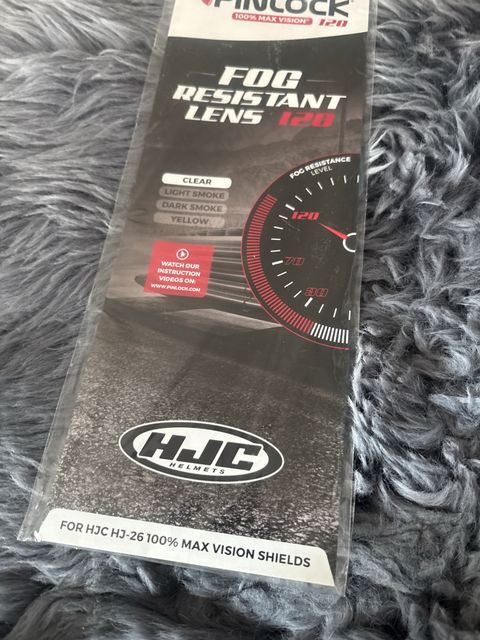 PINLOCK
100% MAX VISION® 120
FOG
RESISTANT
LENS 120
CLEAR
LIGHT SMOKE
DARK SMOKE
YELLOW
FOG RESISTANCE
LEVEL
120
70
30
WATCH OUR
INSTRUCTION
VIDEOS ON:
WWW.PINLOCK.COM
HJC
HELMETS
FOR HJC HJ-26 100% MAX VISION SHIELDS